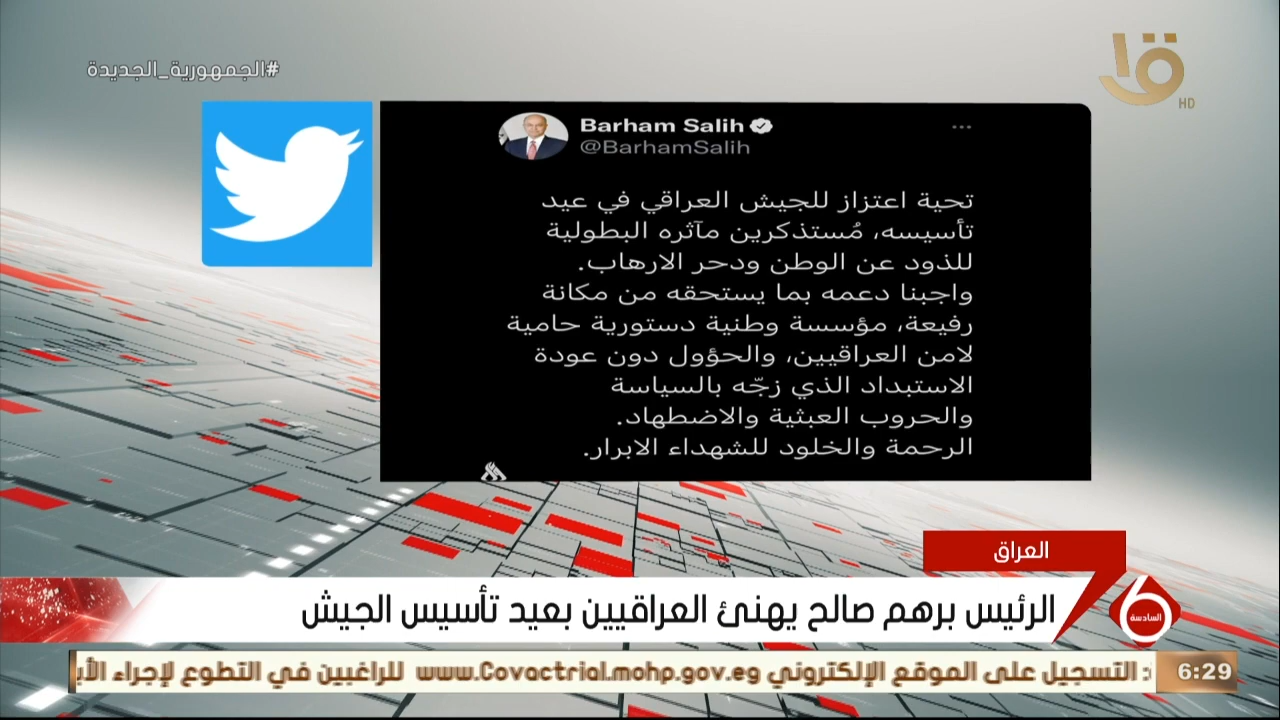 #الجمهورية_الجديدة
HD
Barham Salih
@BarhamSalih
تحية اعتزاز للجيش العراقي في عيد
تأسيسه، مُستذكرين مآثره البطولية
للذود عن الوطن ودحر الارهاب.
واجبنا دعمه بما يستحقه من مكانة
رفيعة، مؤسسة وطنية دستورية حامية
لامن العراقيين، والحؤول دون عودة
الاستبداد الذي زجّه بالسياسة
والحروب العبثية والاضطهاد.
الرحمة والخلود للشهداء الابرار.
العراق
الرئيس برهم صالح يهنئ العراقيين بعيد تأسيس الجيش
6 السادسة
: التسجيل على الموقع الإلكتروني www.Covactrial.mohp.gov.eg للراغبين في التطوع لإجراء
6:29